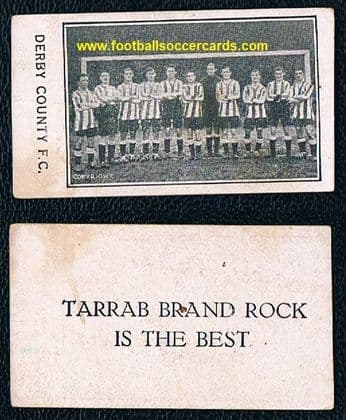 www.footballsoccercards.com
DERBY COUNTY F.C.
COPYRIGHT
TARRAB BRAND ROCK
IS THE BEST